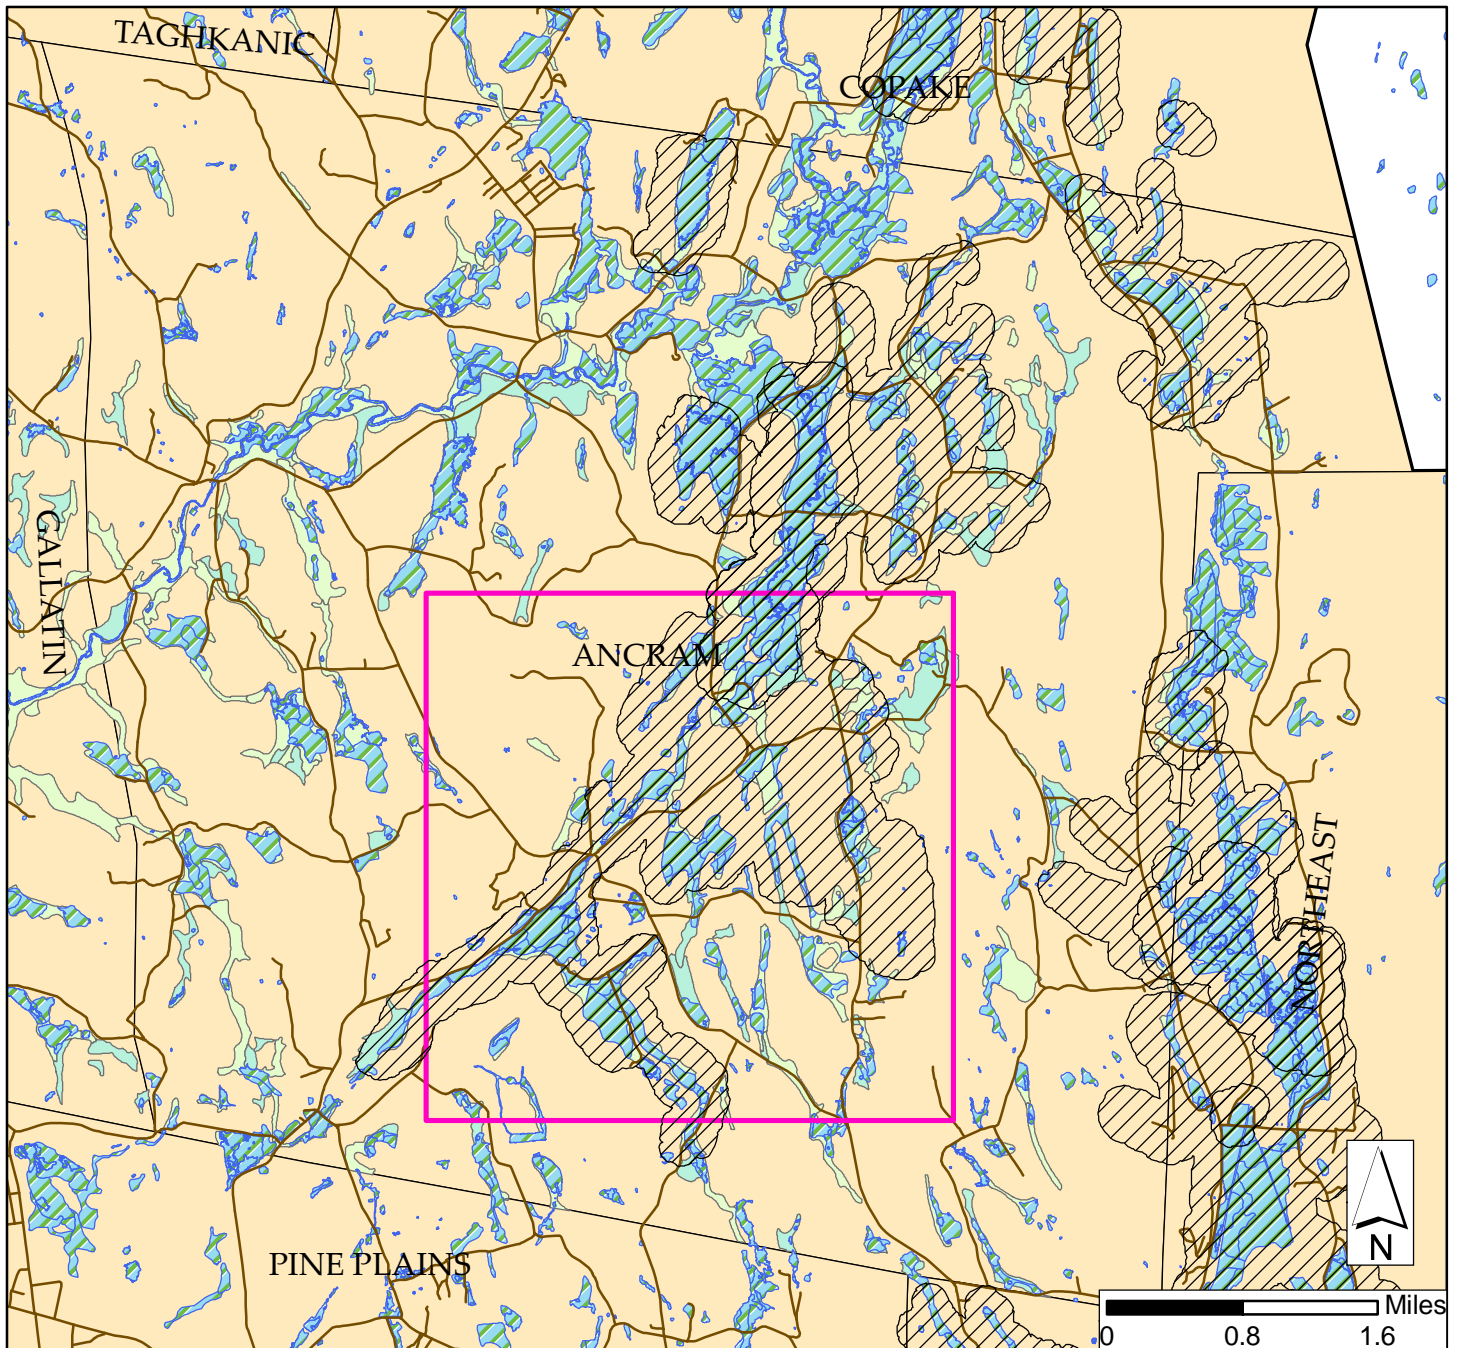 TAGHKANIC
COPAKE
GALLATIN
ANCRAM
NORTHEAST
PINE PLAINS
N
Miles
0 0.8 1.6